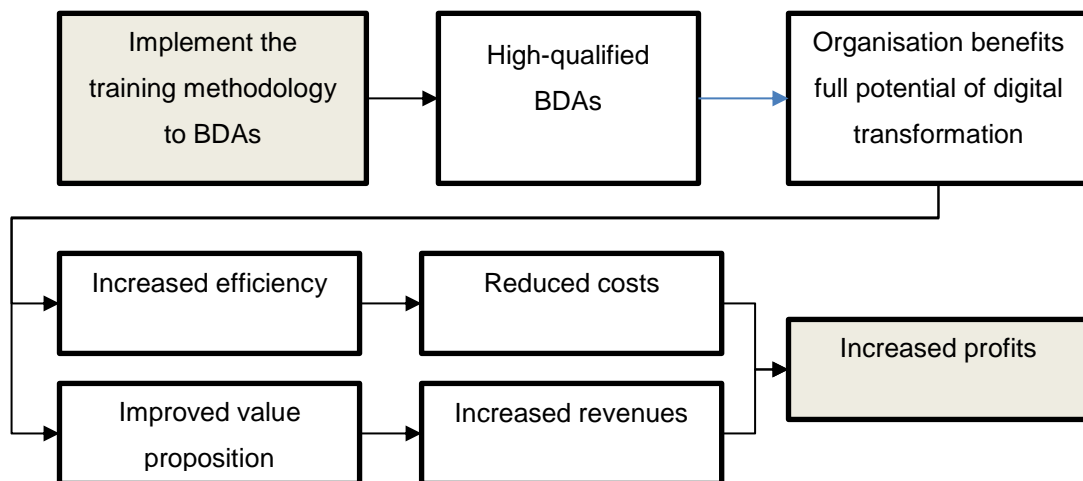 Implement the
training methodology
to BDAs
High-qualified
BDAs
Organisation benefits
full potential of digital
transformation
Increased efficiency
Reduced costs
Increased profits
Improved value
proposition
Increased revenues